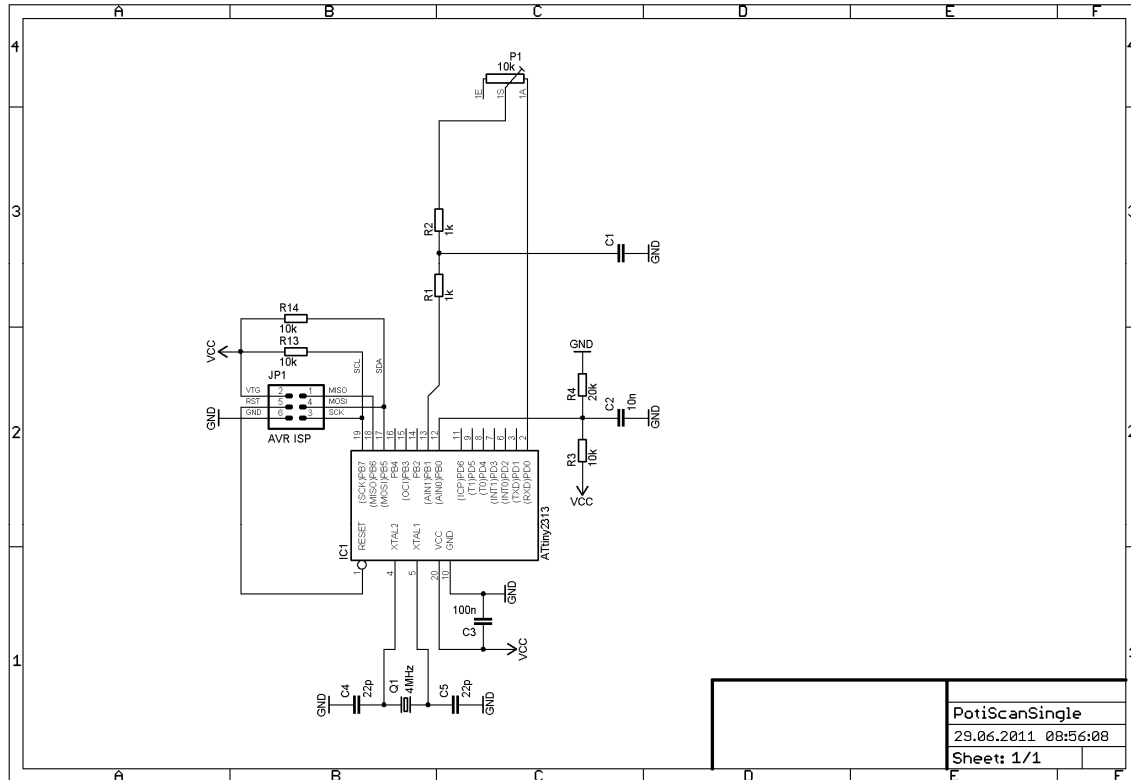 A B C D E F
4 4
P1
10k
1E 1S 1A
3 3
R2 1k
C1 GND
R1 1k
R14
10k
VCC
R13
10k
SCL SDA
GND
JP1
R4 20k
VTG 2 1 MISO
RST 5 4 MOSI
GND GND 6 3 SCK
C2 10n GND
AVR ISP
2 2
19 18 17 16 15 14 13 12 11 9 8 7 6 3 2
R3 10k
VCC
(SCK)PB7
(MISO)PB6
(MOSI)PB5
PB4
(OCI)PB3
PB2
(AIN1)PB1
(AIN0)PB0
(ICP)PD6
(T1)PD5
(T0)PD4
(INT1)PD3
(INT0)PD2
(TXD)PD1
(RXD)PD0
IC1
RESET
XTAL2
XTAL1
VCC
GND
ATtiny2313
1 4 5 20 10
GND
100n
C3
VCC
1 1
GND C4 22p Q1 4MHz C5 22p GND
PotiScanSingle
29.06.2011 08:56:08
Sheet: 1/1
A B C D E F